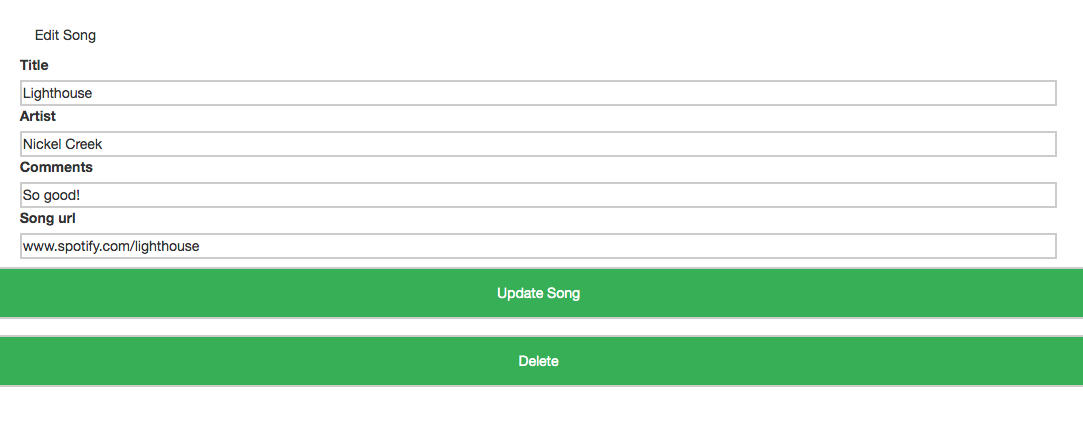 Edit Song
Title
Lighthouse
Artist
Nickel Creek
Comments
So good!
Song url
www.spotify.com/lighthouse
Update Song
Delete